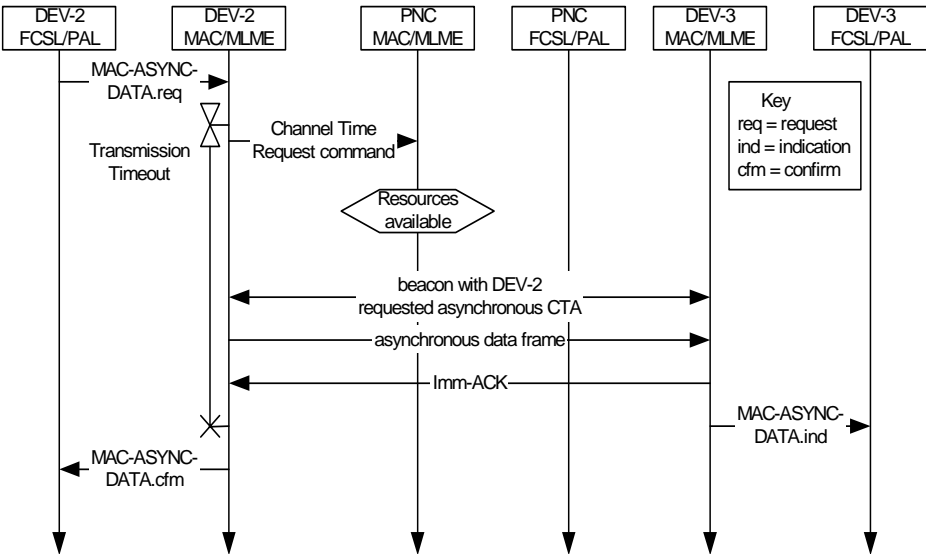 DEV-2
FCSL/PAL
DEV-2
MAC/MLME
PNC
MAC/MLME
PNC
FCSL/PAL
DEV-3
MAC/MLME
DEV-3
FCSL/PAL
MAC-ASYNC-
DATA.req
Key
req = request
ind = indication
cfm = confirm
Channel Time
Request command
Transmission
Timeout
Resources
available
beacon with DEV-2
requested asynchronous CTA
asynchronous data frame
Imm-ACK
MAC-ASYNC-
DATA.ind
MAC-ASYNC-
DATA.cfm